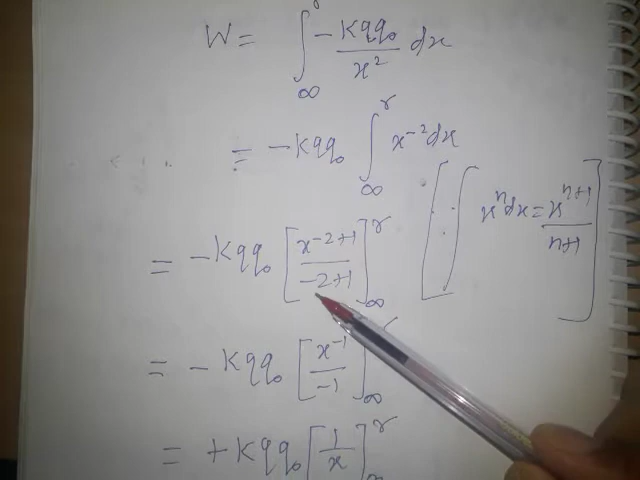 W = ∫_∞^r -Kqq₀/x² dx
= -Kqq₀ ∫_∞^r x⁻² dx
[∵ ∫ xⁿ dx = xⁿ⁺¹/n+1]
= -Kqq₀ [x⁻²⁺¹/-2+1]_∞^r
= -Kqq₀ [x⁻¹/-1]_∞^r
= +Kqq₀ [1/x]_∞^r